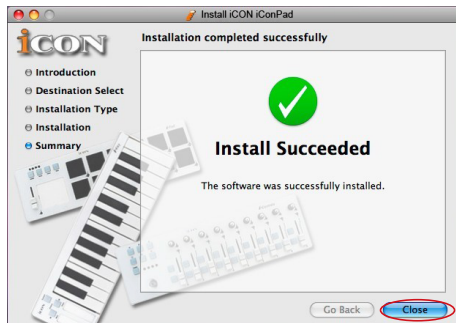 Install iCON iConPad
iCON
Installation completed successfully
Introduction
Destination Select
Installation Type
Installation
Summary
Install Succeeded
The software was successfully installed.
Go Back
Close